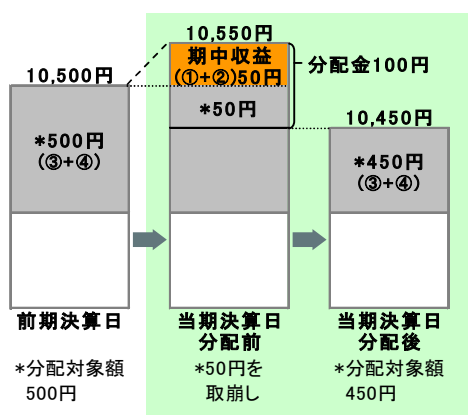 10,550円
期中収益
(①+②)50円
分配金100円
*50円
10,500円
*500円
(③+④)
10,450円
*450円
(③+④)
前期決算日
当期決算日
分配前
当期決算日
分配後
*分配対象額
500円
*50円を
取崩し
*分配対象額
450円